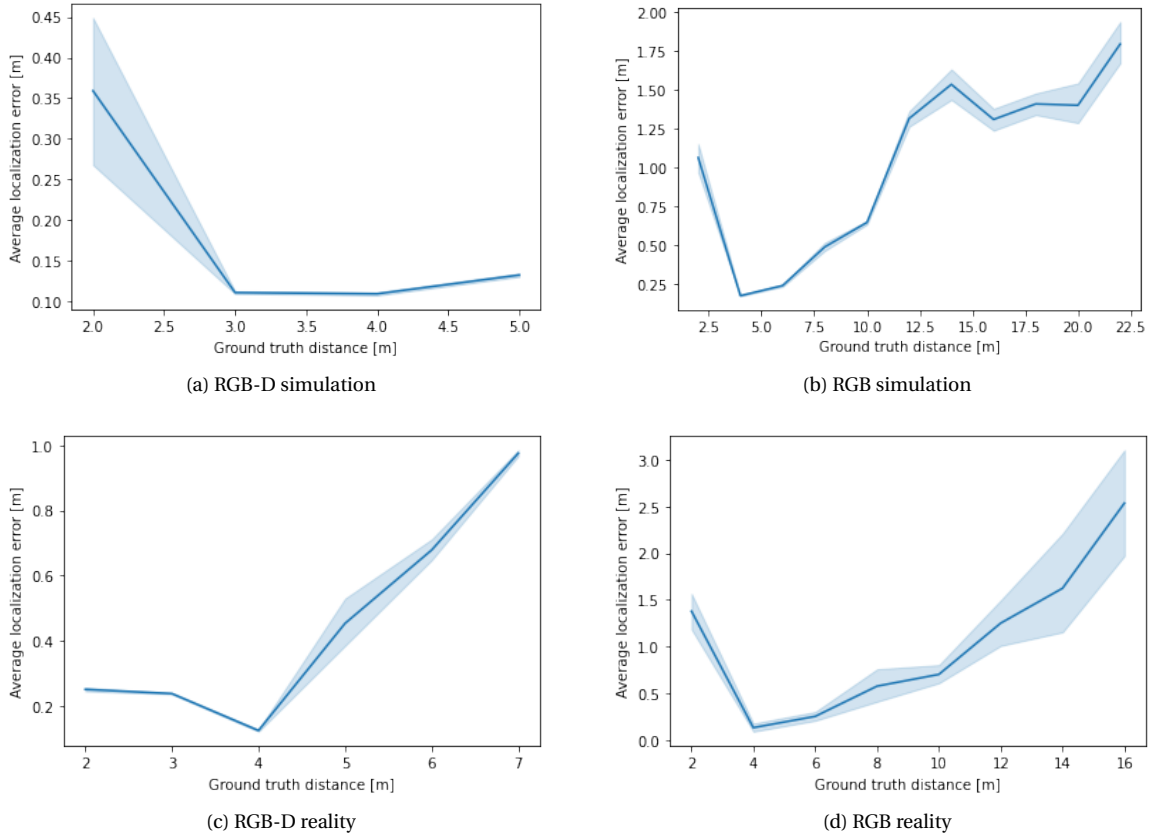 0.45
0.40
0.35
0.30
0.25
0.20
0.15
0.10
Average localization error [m]
2.0 2.5 3.0 3.5 4.0 4.5 5.0
Ground truth distance [m]
(a) RGB-D simulation
2.00
1.75
1.50
1.25
1.00
0.75
0.50
0.25
Average localization error [m]
2.5 5.0 7.5 10.0 12.5 15.0 17.5 20.0 22.5
Ground truth distance [m]
(b) RGB simulation
1.0
0.8
0.6
0.4
0.2
Average localization error [m]
2 3 4 5 6 7
Ground truth distance [m]
(c) RGB-D reality
3.0
2.5
2.0
1.5
1.0
0.5
0.0
Average localization error [m]
2 4 6 8 10 12 14 16
Ground truth distance [m]
(d) RGB reality